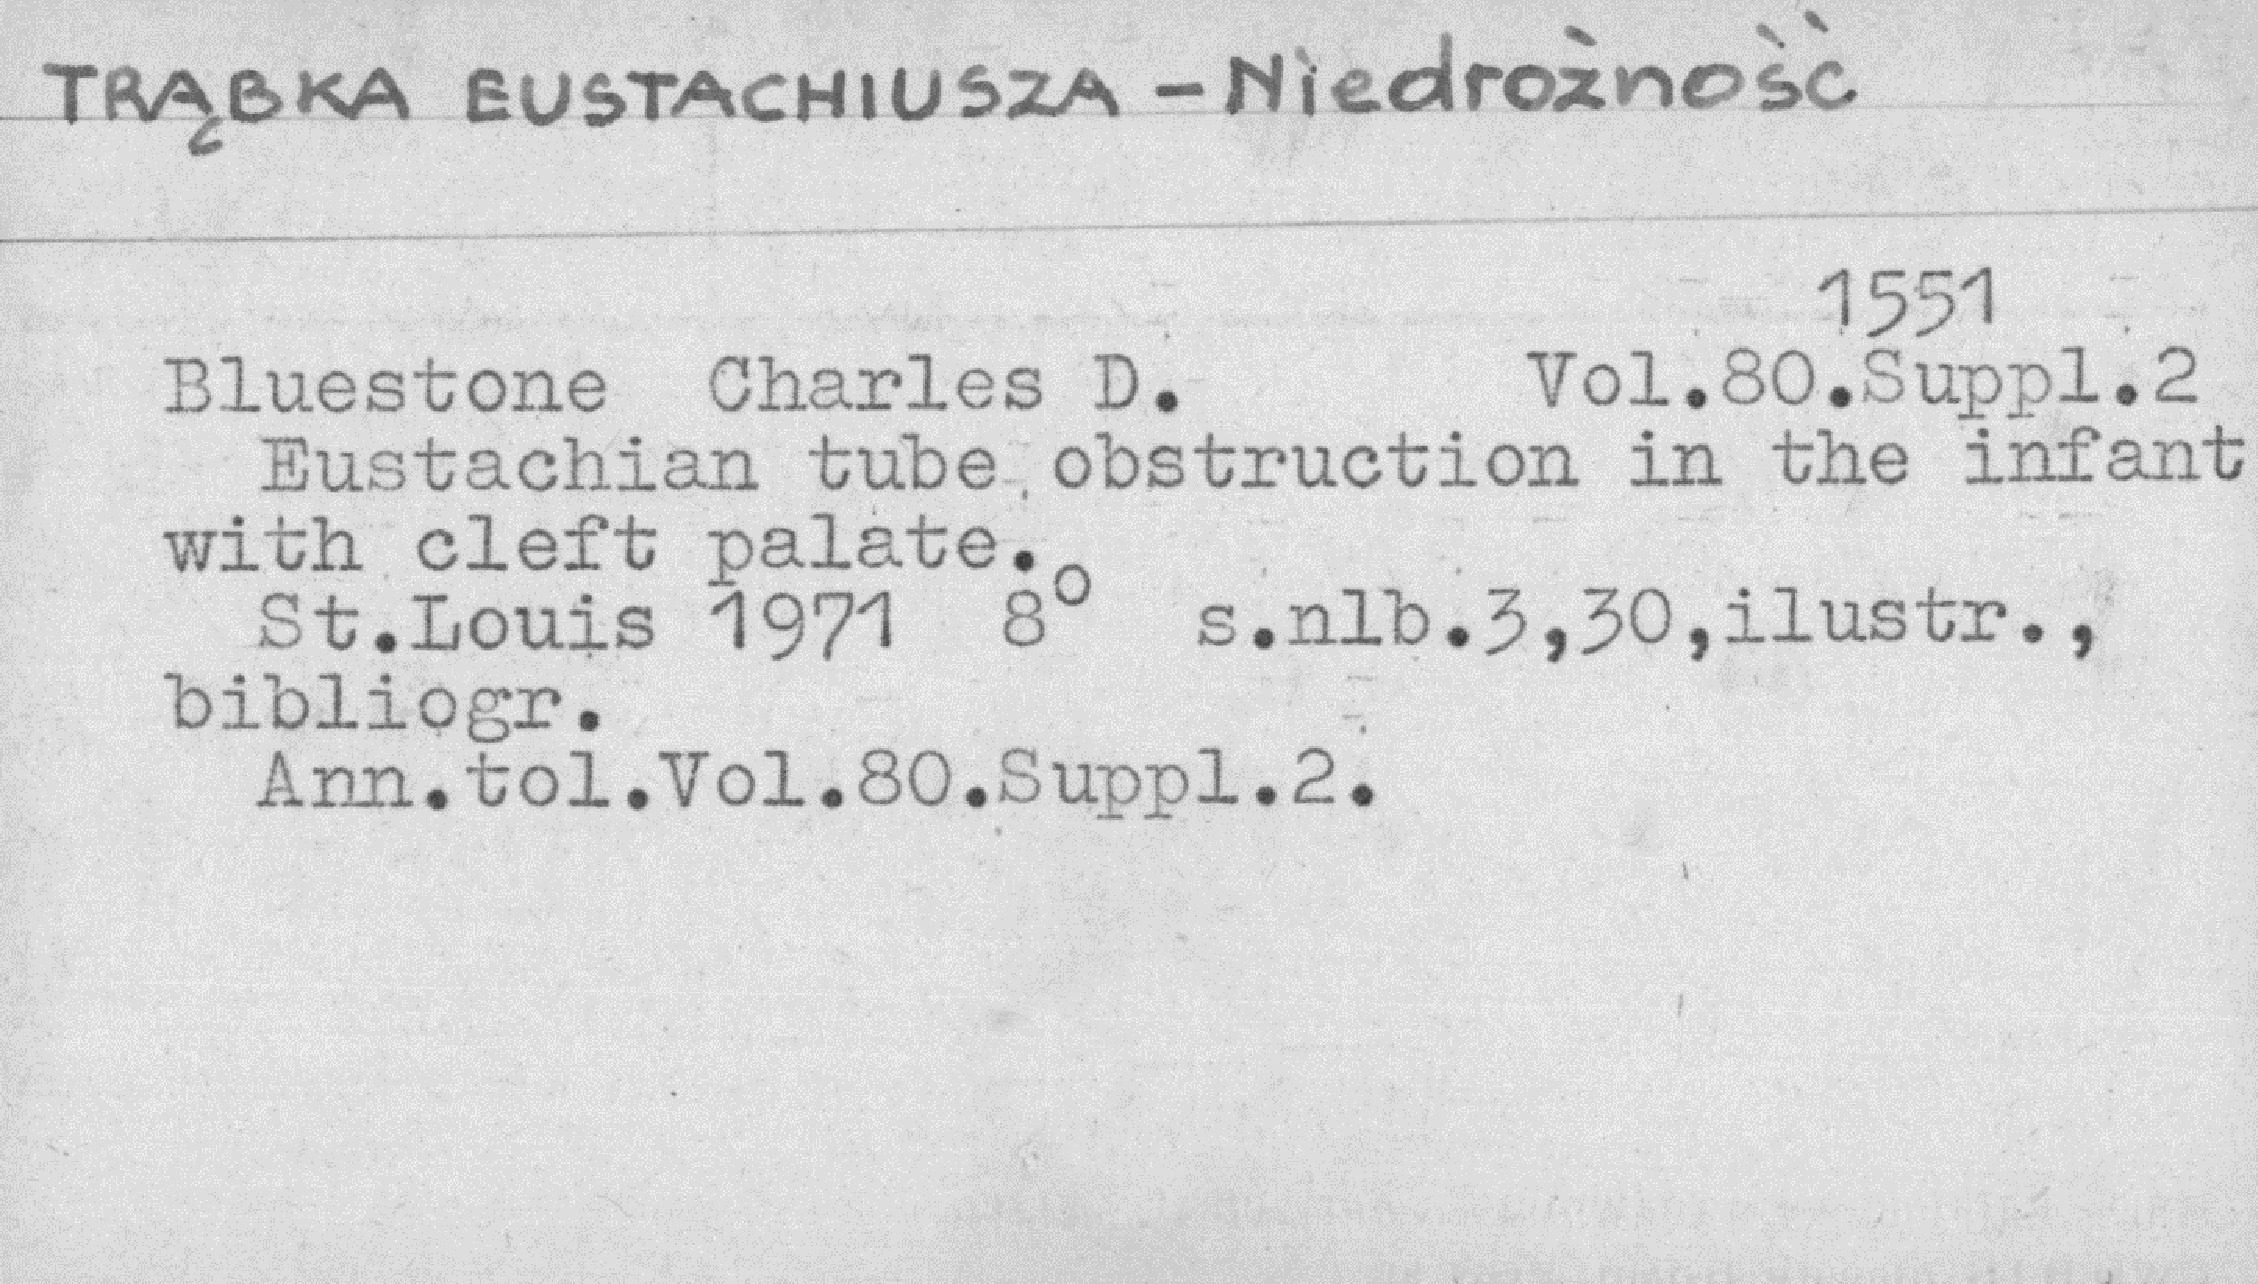 TRĄBKA EUSTACHIUSZA - Niedrożność
1551
Bluestone Charles D. Vol.80.Suppl.2
Eustachian tube obstruction in the infant
with cleft palate.
St.Louis 1971 8° s.nlb.3,30,ilustr.,
bibliogr.
Ann.tol.Vol.80.Suppl.2.